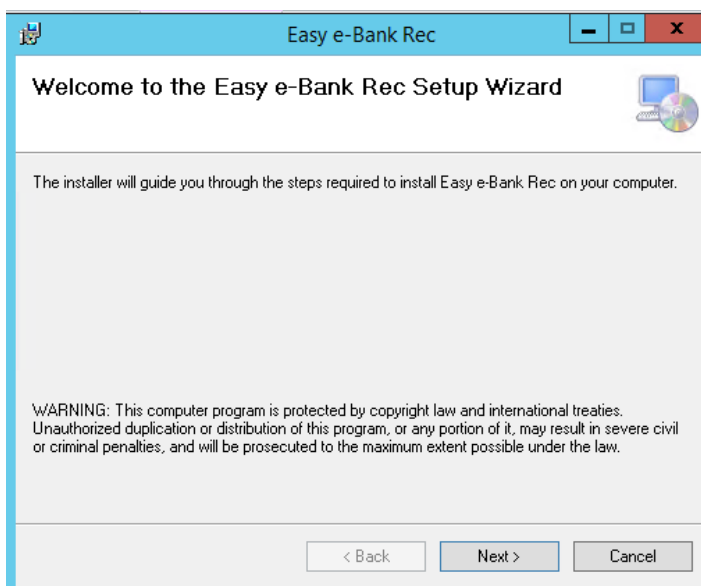 Easy e-Bank Rec
Welcome to the Easy e-Bank Rec Setup Wizard
The installer will guide you through the steps required to install Easy e-Bank Rec on your computer.
WARNING: This computer program is protected by copyright law and international treaties.
Unauthorized duplication or distribution of this program, or any portion of it, may result in severe civil
or criminal penalties, and will be prosecuted to the maximum extent possible under the law.
< Back Next > Cancel